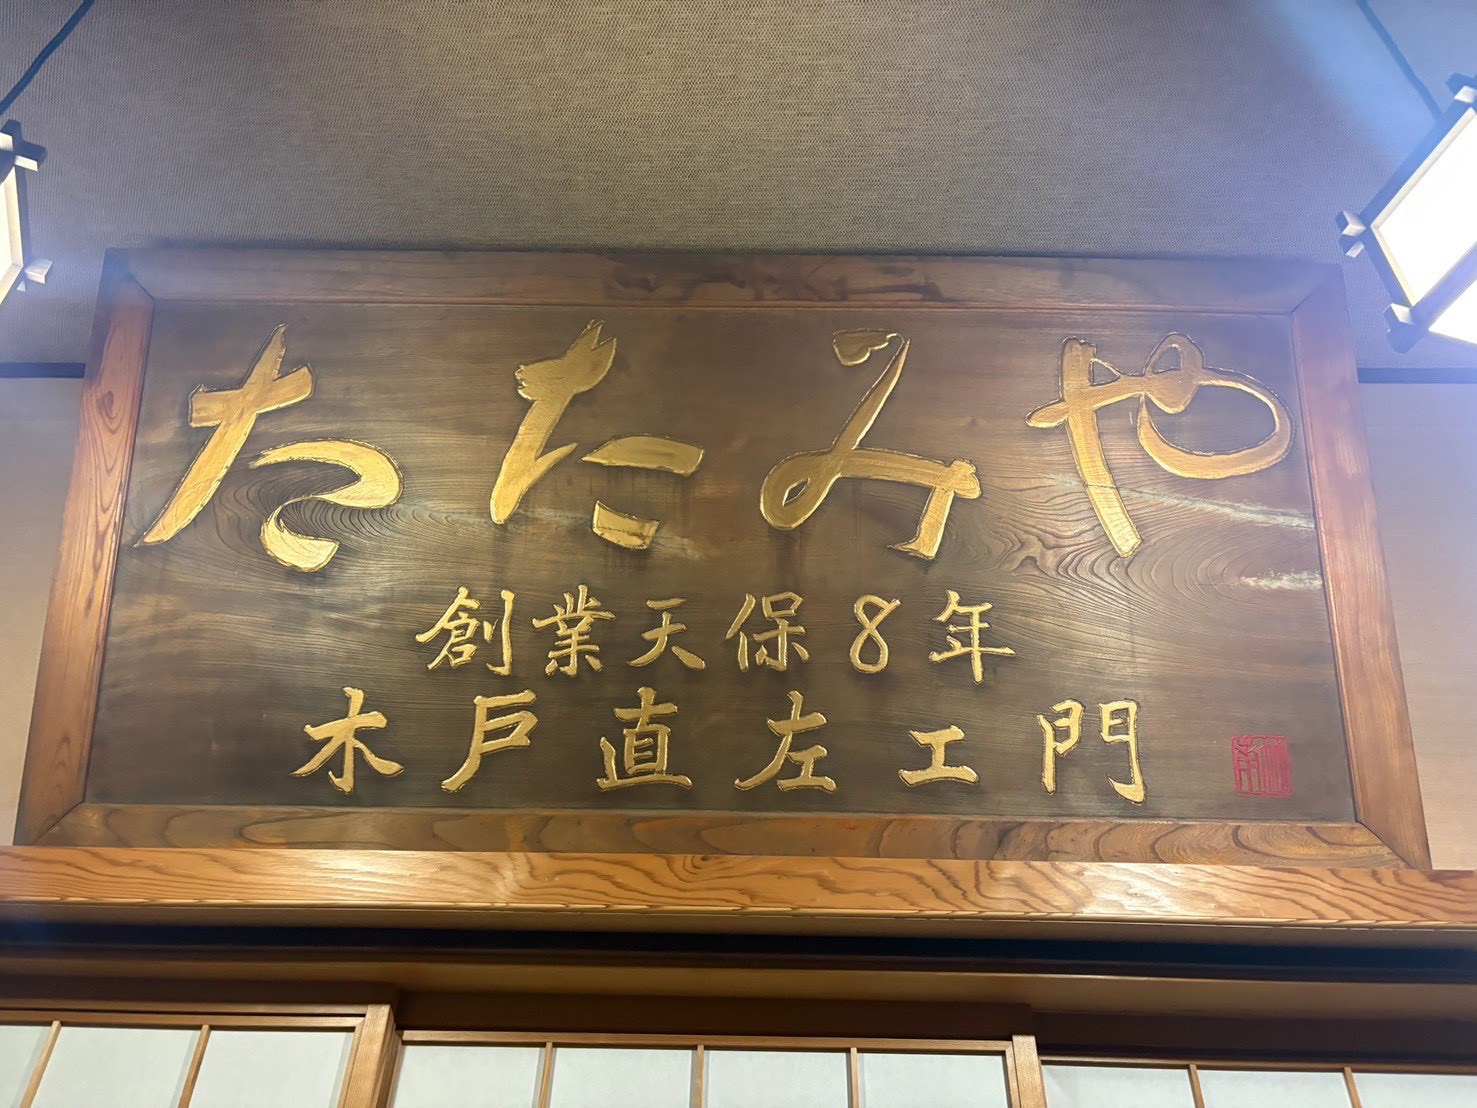 たたみや
創業天保8年
木戸直左エ門